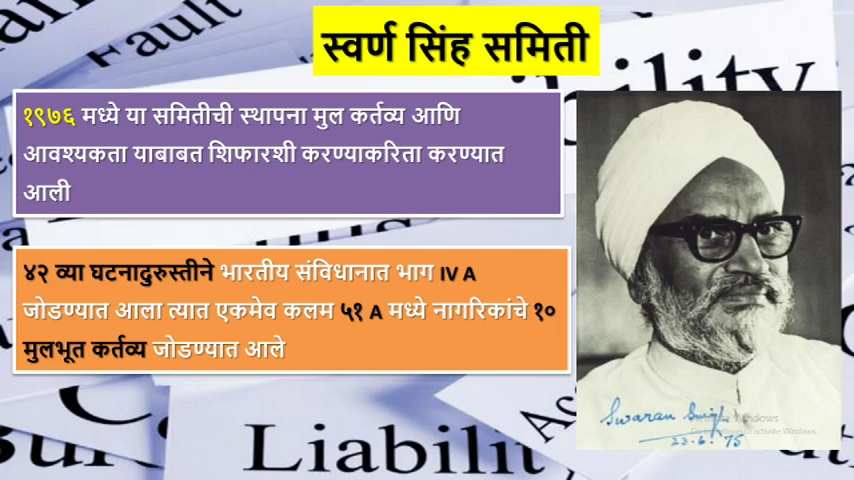 स्वर्ण सिंह समिती
१९७६ मध्ये या समितीची स्थापना मुल कर्तव्य आणि
आवश्यकता याबाबत शिफारशी करण्याकरिता करण्यात
आली
४२ व्या घटनादुरुस्तीने भारतीय संविधानात भाग IV A
जोडण्यात आला त्यात एकमेव कलम ५१ A मध्ये नागरिकांचे १०
मुलभूत कर्तव्य जोडण्यात आले
Swaran Singh
23.6.75
Fault
Liabilit